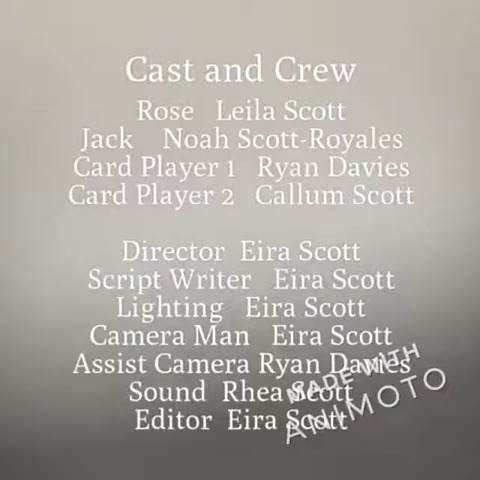 Cast and Crew
Rose Leila Scott
Jack Noah Scott-Royales
Card Player 1 Ryan Davies
Card Player 2 Callum Scott
Director Eira Scott
Script Writer Eira Scott
Lighting Eira Scott
Camera Man Eira Scott
Assist Camera Ryan Davies
Sound Rhea Scott
Editor Eira Scott
MADE WITH
ANIMOTO